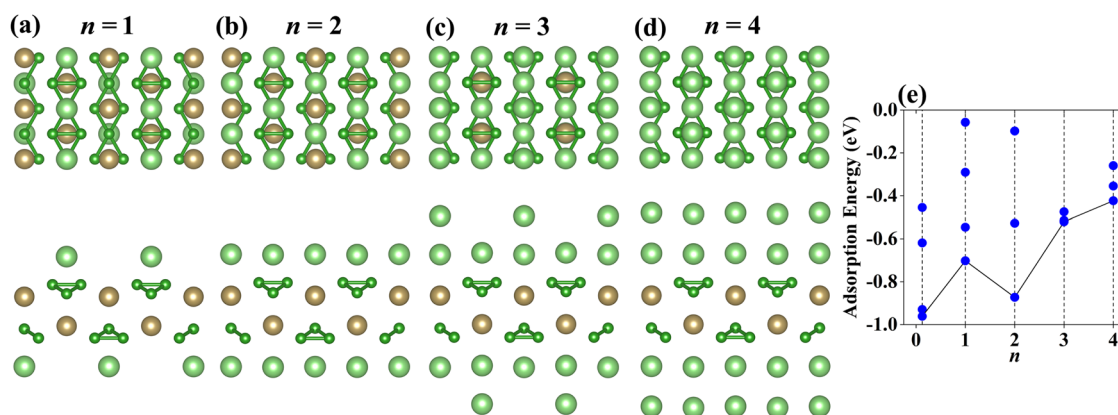 (a) n = 1
(b) n = 2
(c) n = 3
(d) n = 4
(e)
Adsorption Energy (eV)
0.0
-0.2
-0.4
-0.6
-0.8
-1.0
0 1 2 3 4
n